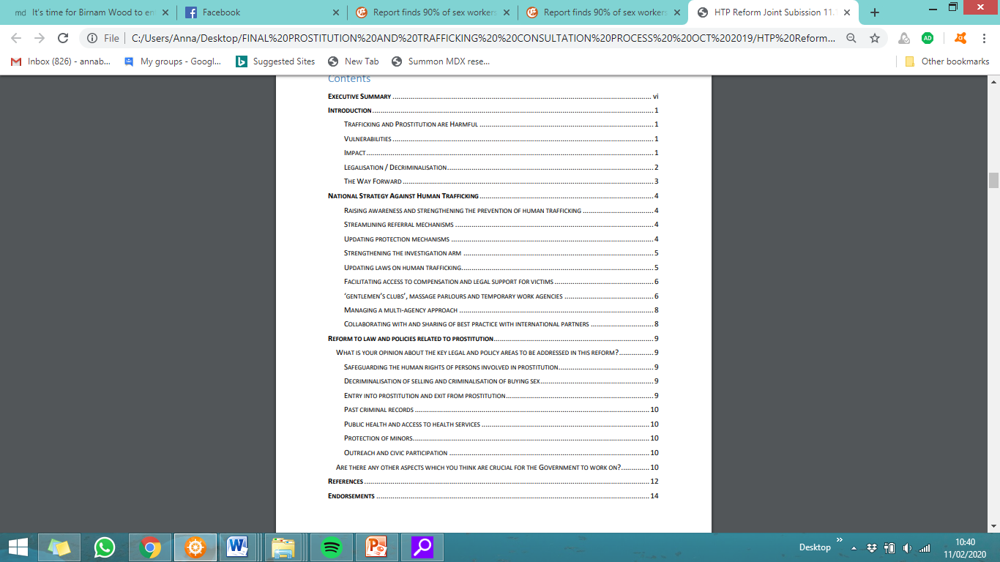 md It's time for Birnam Wood to en
Facebook
Report finds 90% of sex workers
Report finds 90% of sex workers
HTP Reform Joint Subission 11.
File | C:/Users/Anna/Desktop/FINAL%20PROSTITUTION%20AND%20TRAFFICKING%20%20CONSULTATION%20PROCESS%20%20OCT%202019/HTP%20Reform...
AD
Inbox (826) - annab...
My groups - Googl...
Suggested Sites
New Tab
Summon MDX rese...
Other bookmarks
Contents
EXECUTIVE SUMMARY ........ vi
INTRODUCTION ........ 1
TRAFFICKING AND PROSTITUTION ARE HARMFUL ........ 1
VULNERABILITIES ........ 1
IMPACT ........ 1
LEGALISATION / DECRIMINALISATION ........ 2
THE WAY FORWARD ........ 3
NATIONAL STRATEGY AGAINST HUMAN TRAFFICKING ........ 4
RAISING AWARENESS AND STRENGTHENING THE PREVENTION OF HUMAN TRAFFICKING ........ 4
STREAMLINING REFERRAL MECHANISMS ........ 4
UPDATING PROTECTION MECHANISMS ........ 4
STRENGTHENING THE INVESTIGATION ARM ........ 5
UPDATING LAWS ON HUMAN TRAFFICKING ........ 5
FACILITATING ACCESS TO COMPENSATION AND LEGAL SUPPORT FOR VICTIMS ........ 6
'GENTLEMEN'S CLUBS', MASSAGE PARLOURS AND TEMPORARY WORK AGENCIES ........ 6
MANAGING A MULTI-AGENCY APPROACH ........ 8
COLLABORATING WITH AND SHARING OF BEST PRACTICE WITH INTERNATIONAL PARTNERS ........ 8
REFORM TO LAW AND POLICIES RELATED TO PROSTITUTION ........ 9
WHAT IS YOUR OPINION ABOUT THE KEY LEGAL AND POLICY AREAS TO BE ADDRESSED IN THIS REFORM? ........ 9
SAFEGUARDING THE HUMAN RIGHTS OF PERSONS INVOLVED IN PROSTITUTION ........ 9
DECRIMINALISATION OF SELLING AND CRIMINALISATION OF BUYING SEX ........ 9
ENTRY INTO PROSTITUTION AND EXIT FROM PROSTITUTION ........ 9
PAST CRIMINAL RECORDS ........ 10
PUBLIC HEALTH AND ACCESS TO HEALTH SERVICES ........ 10
PROTECTION OF MINORS ........ 10
OUTREACH AND CIVIC PARTICIPATION ........ 10
ARE THERE ANY OTHER ASPECTS WHICH YOU THINK ARE CRUCIAL FOR THE GOVERNMENT TO WORK ON? ........ 10
REFERENCES ........ 12
ENDORSEMENTS ........ 14
Desktop
10:40
11/02/2020